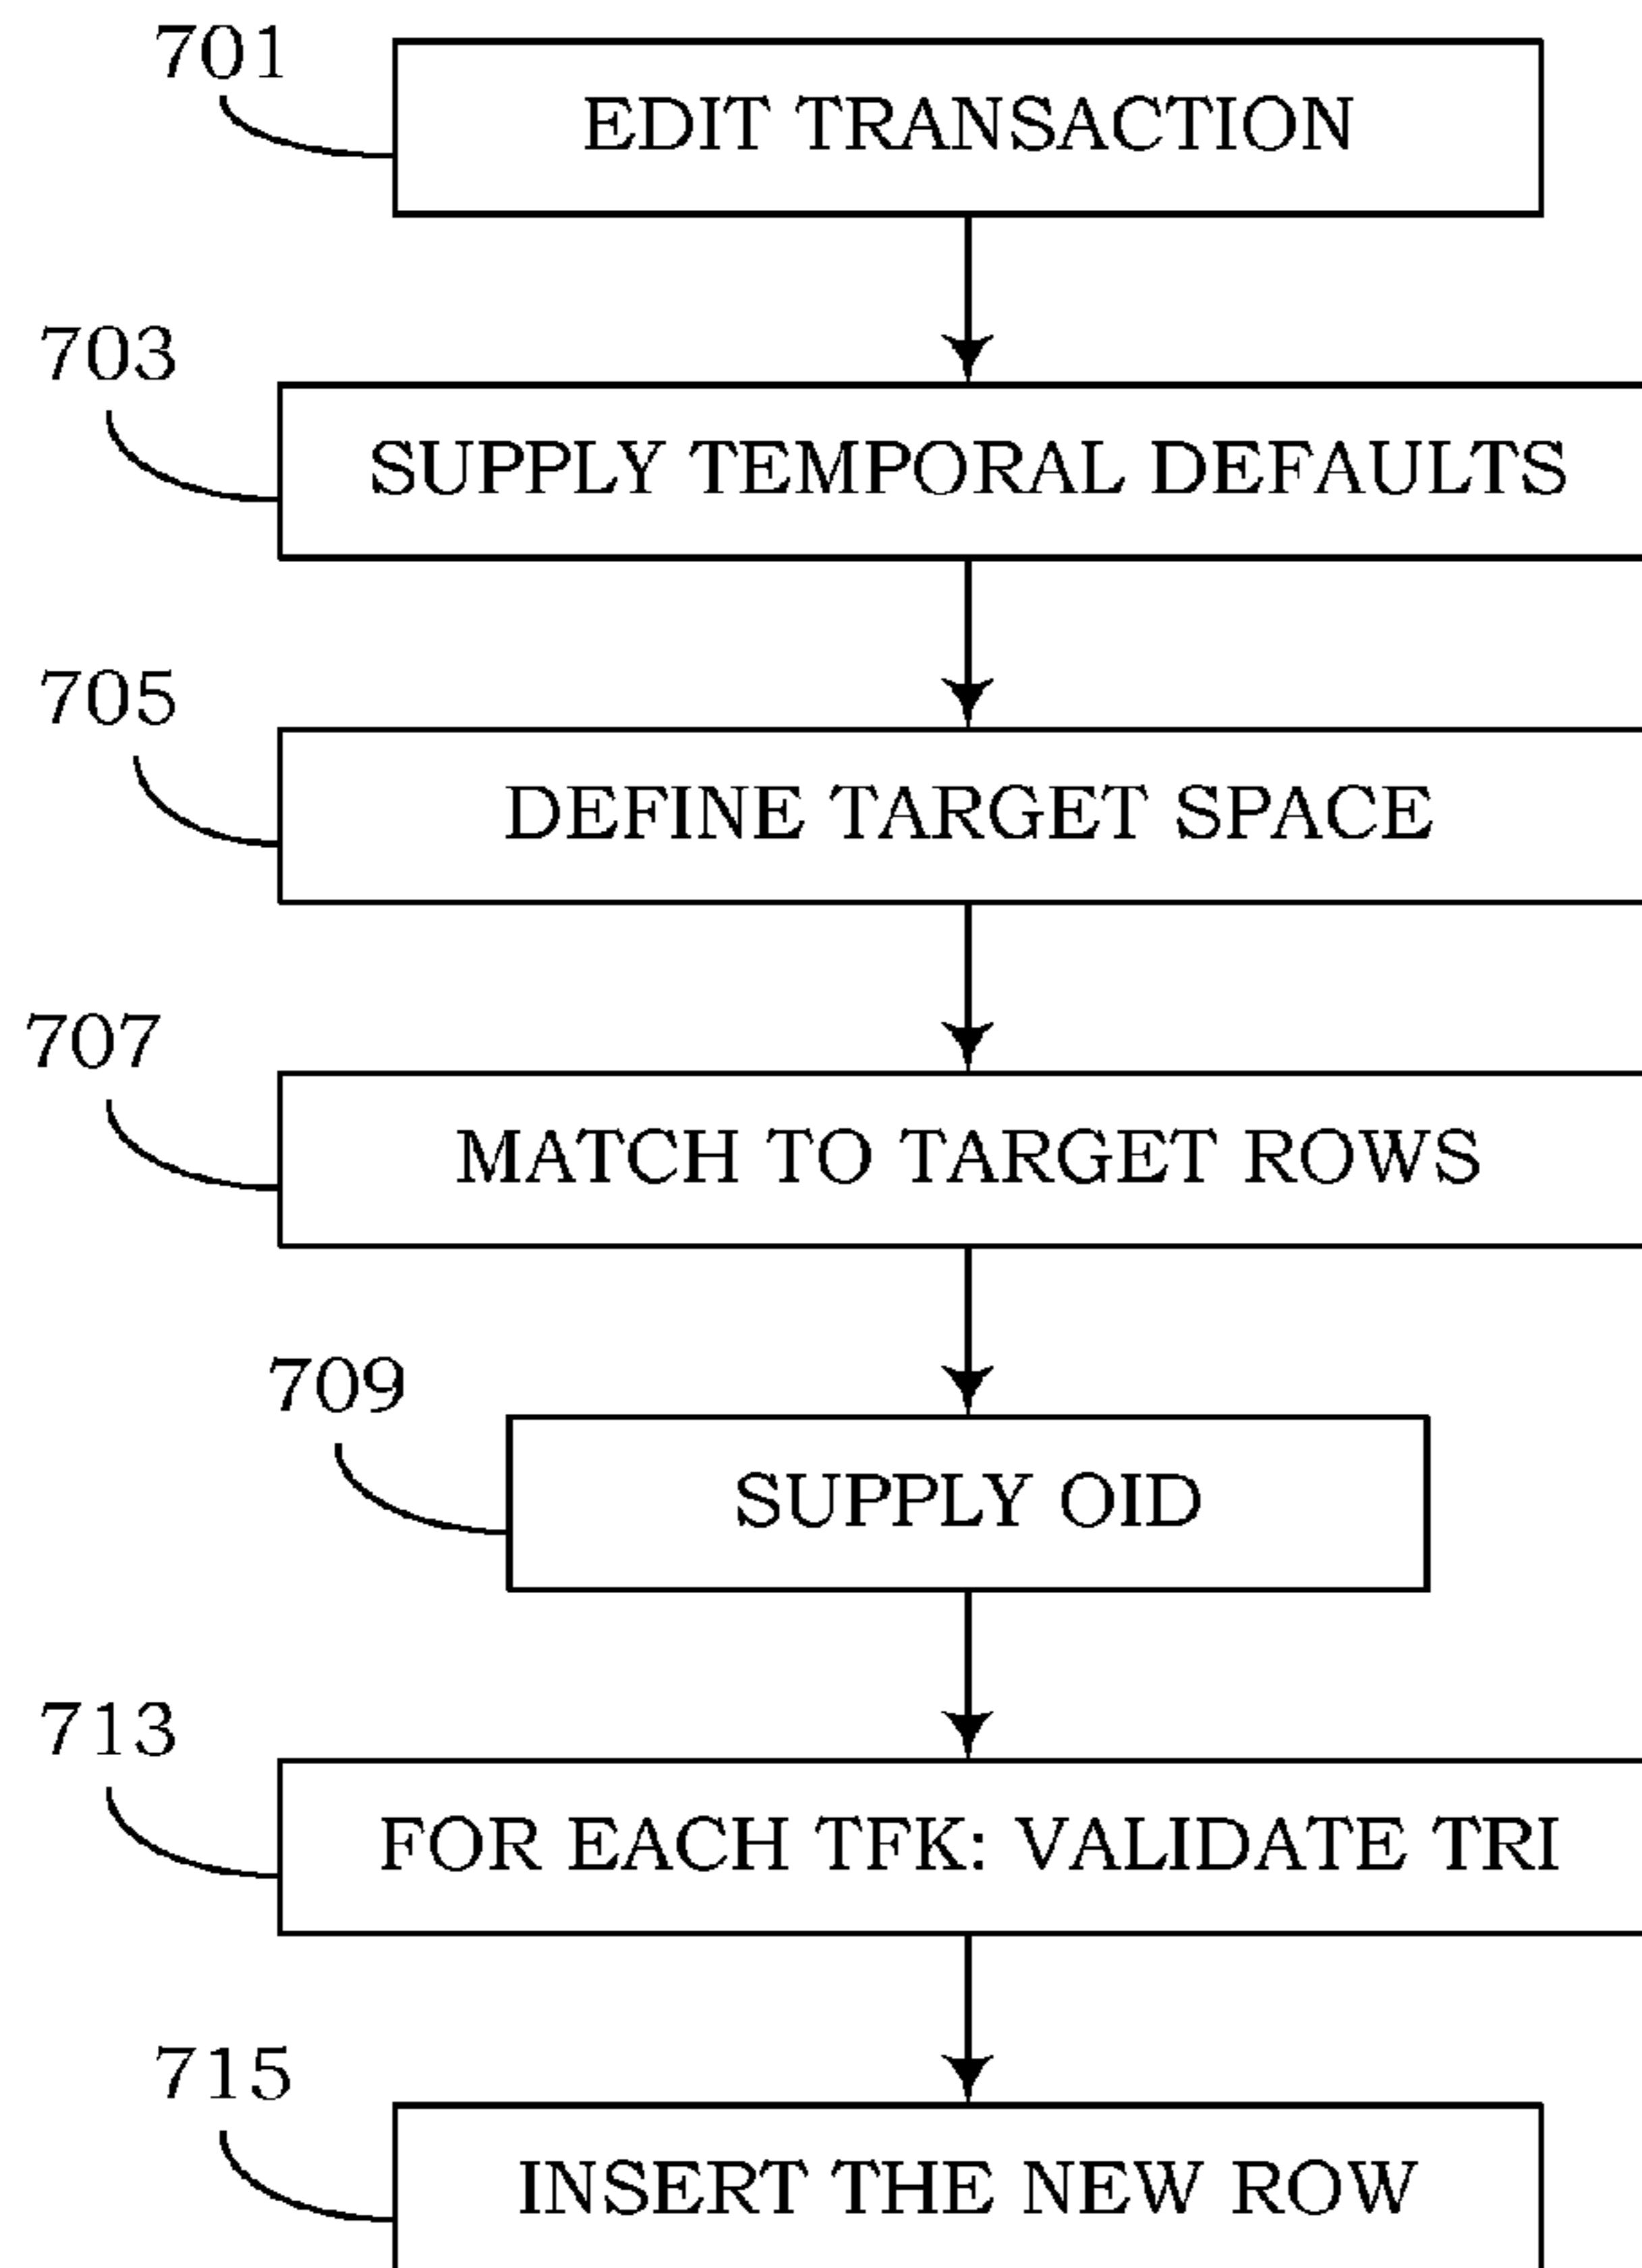 701
EDIT TRANSACTION
703
SUPPLY TEMPORAL DEFAULTS
705
DEFINE TARGET SPACE
707
MATCH TO TARGET ROWS
709
SUPPLY OID
713
FOR EACH TFK: VALIDATE TRI
715
INSERT THE NEW ROW